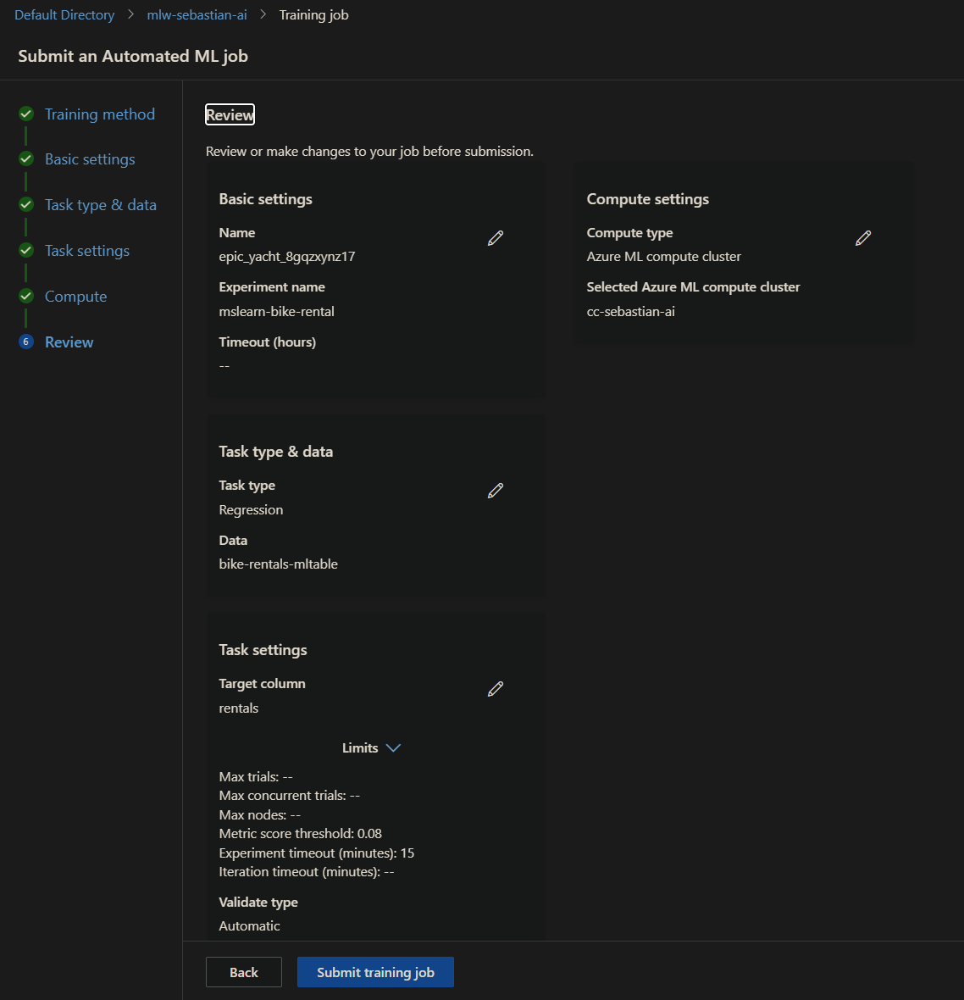 Default Directory > mlw-sebastian-ai > Training job
Submit an Automated ML job
Training method
Basic settings
Task type & data
Task settings
Compute
6 Review
Review
Review or make changes to your job before submission.
Basic settings
Name
epic_yacht_8gqzxynz17
Experiment name
mslearn-bike-rental
Timeout (hours)
--
Compute settings
Compute type
Azure ML compute cluster
Selected Azure ML compute cluster
cc-sebastian-ai
Task type & data
Task type
Regression
Data
bike-rentals-mltable
Task settings
Target column
rentals
Limits
Max trials: --
Max concurrent trials: --
Max nodes: --
Metric score threshold: 0.08
Experiment timeout (minutes): 15
Iteration timeout (minutes): --
Validate type
Automatic
Back
Submit training job